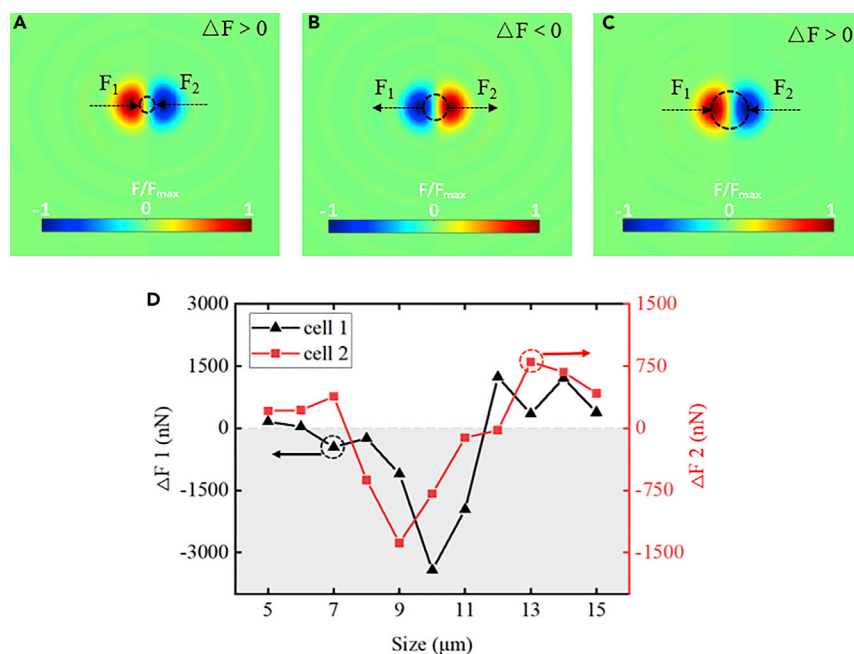 A
△F > 0
F1
F2
F/Fmax
-1 0 1
B
△F < 0
F1
F2
F/Fmax
-1 0 1
C
△F > 0
F1
F2
F/Fmax
-1 0 1
D
3000
1500
0
-1500
-3000
△F 1 (nN)
cell 1
cell 2
1500
750
0
-750
-1500
△F 2 (nN)
5 7 9 11 13 15
Size (μm)